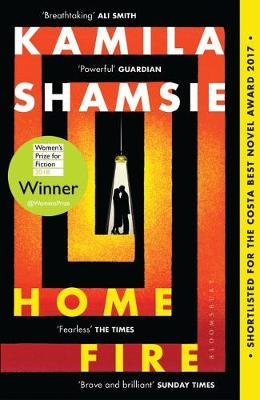 'Breathtaking' ALI SMITH
KAMILA
'Powerful' GUARDIAN
SHAMSIE
Women's
Prize for
Fiction
2018
Winner
@WomensPrize
HOME
'Fearless' THE TIMES
FIRE
'Brave and brilliant' SUNDAY TIMES
BLOOMSBURY
• SHORTLISTED FOR THE COSTA BEST NOVEL AWARD 2017 •